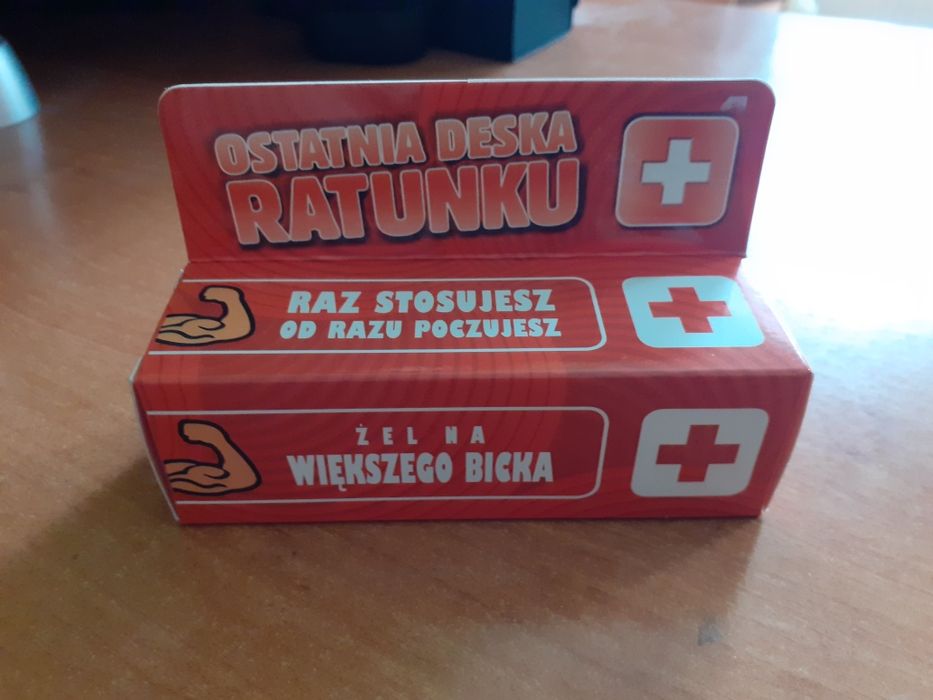 OSTATNIA DESKA
RATUNKU
RAZ STOSUJESZ
OD RAZU POCZUJESZ
ŻEL NA
WIĘKSZEGO BICKA